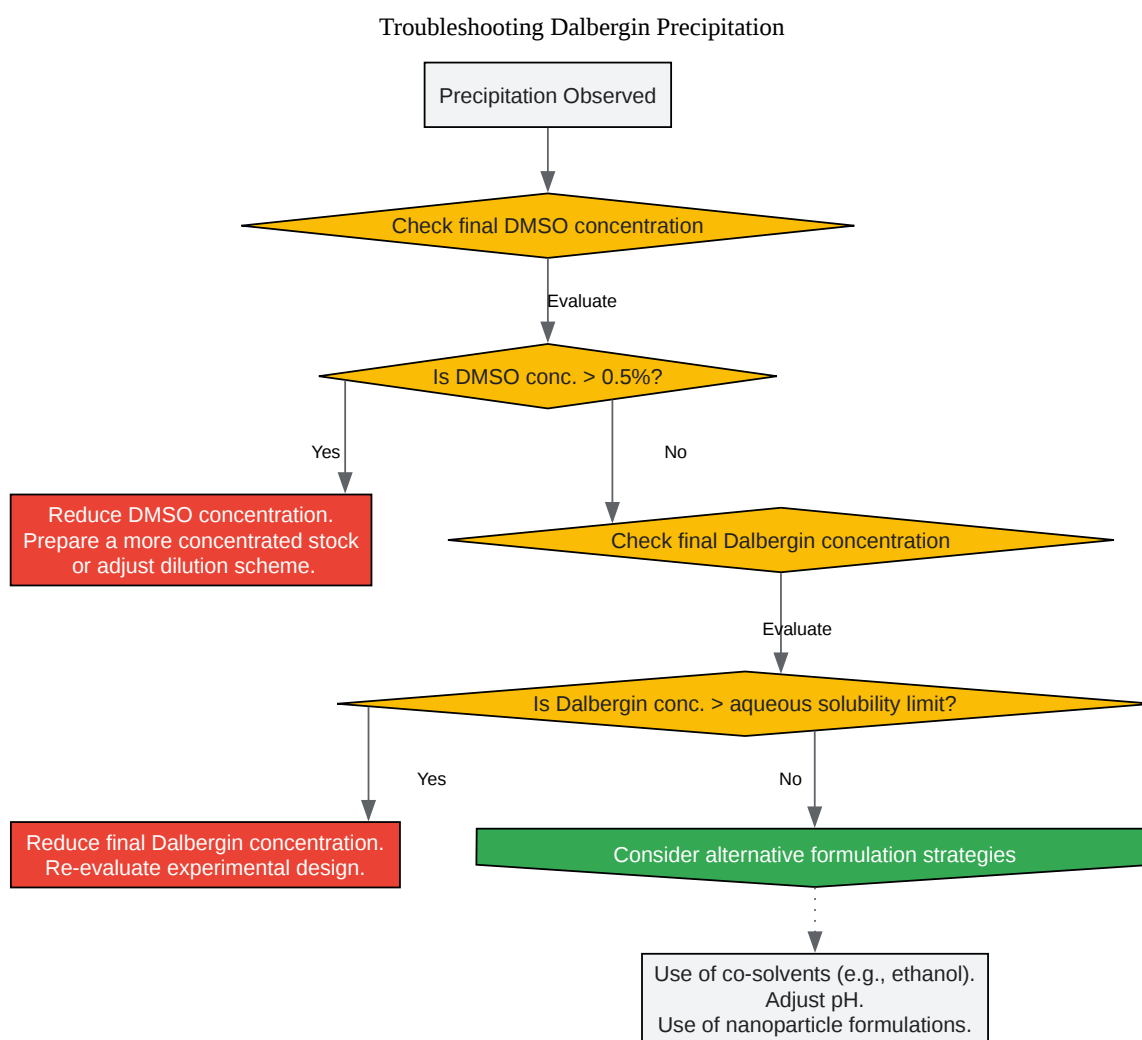 Troubleshooting Dalbergin Precipitation
Precipitation Observed
Check final DMSO concentration
Evaluate
Is DMSO conc. > 0.5%?
Yes
No
Reduce DMSO concentration.
Prepare a more concentrated stock
or adjust dilution scheme.
Check final Dalbergin concentration
Evaluate
Is Dalbergin conc. > aqueous solubility limit?
Yes
No
Reduce final Dalbergin concentration.
Re-evaluate experimental design.
Consider alternative formulation strategies
Use of co-solvents (e.g., ethanol).
Adjust pH.
Use of nanoparticle formulations.